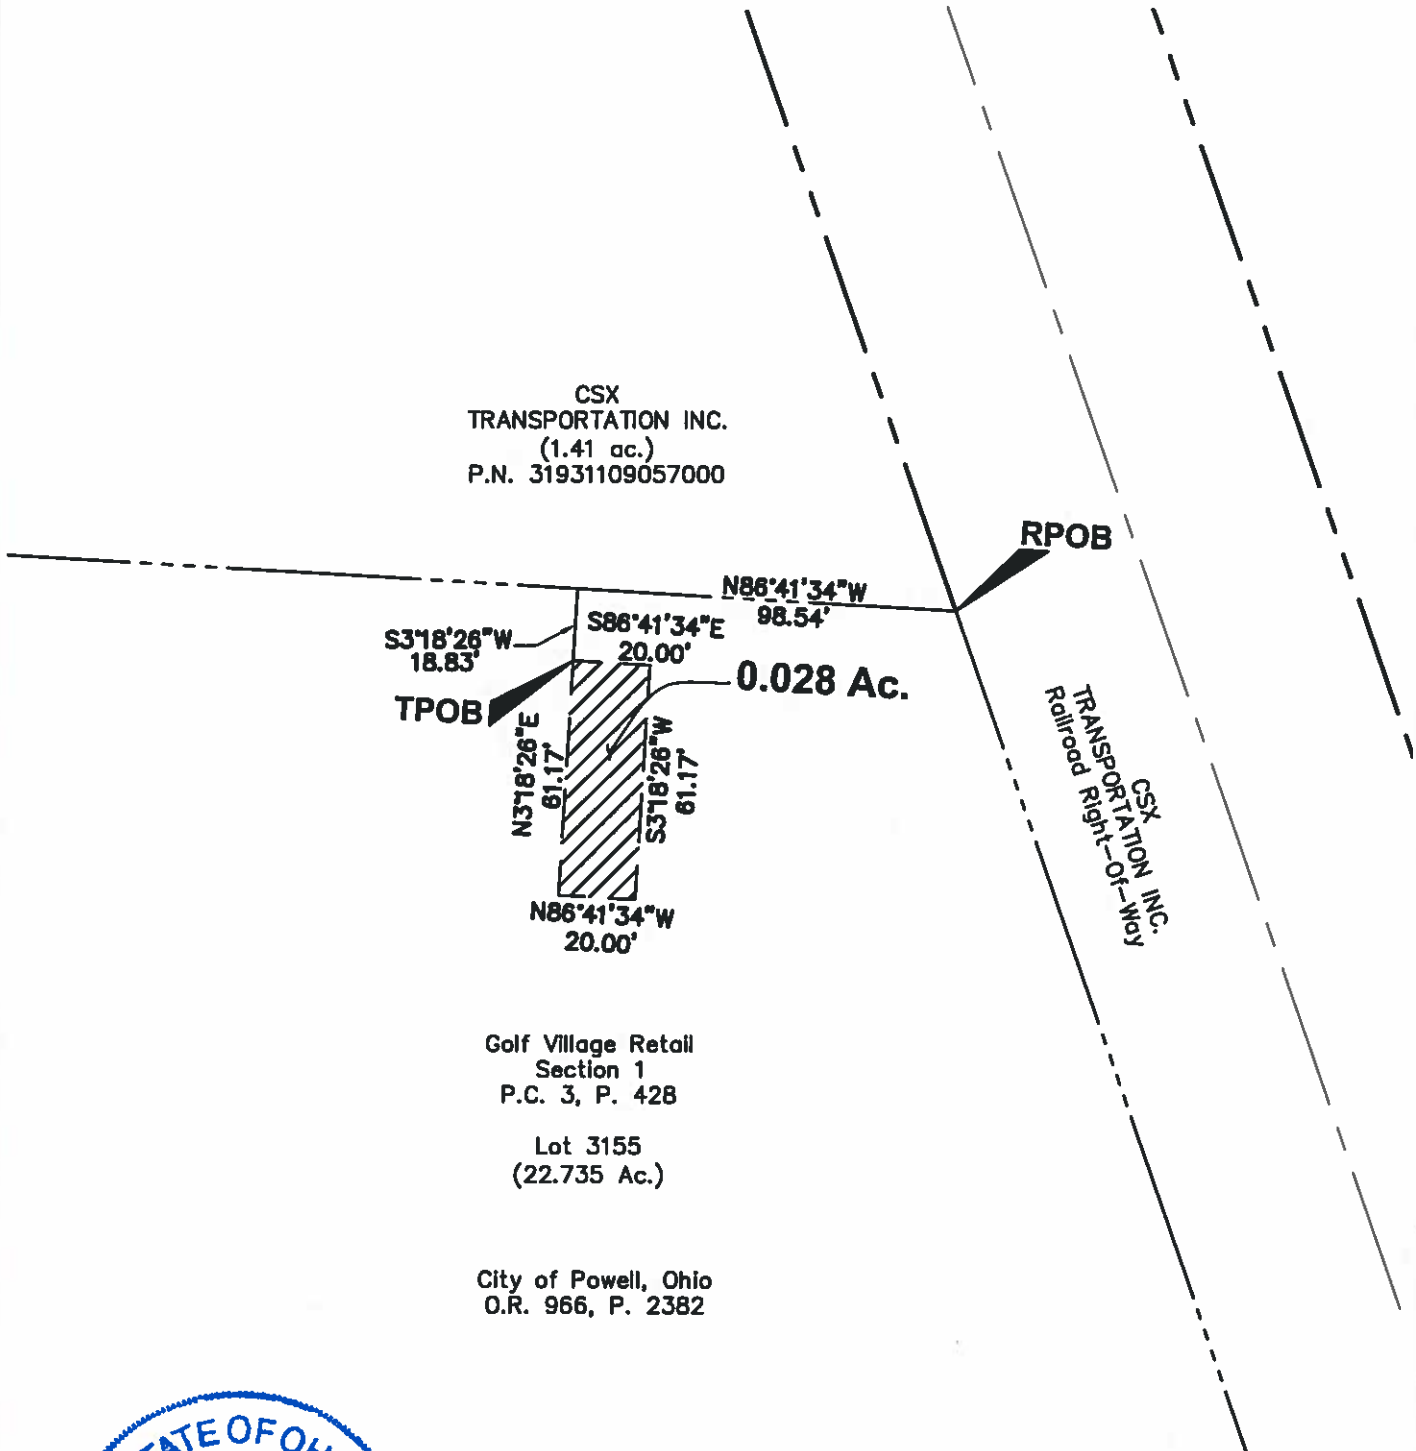 CSX
TRANSPORTATION INC.
(1.41 ac.)
P.N. 31931109057000
RPOB
N86°41'34"W
98.54'
S3°18'26"W
18.83'
S86°41'34"E
20.00'
0.028 Ac.
TPOB
N3°18'26"E
61.17'
S3°18'26"W
61.17'
N86°41'34"W
20.00'
CSX
TRANSPORTATION INC.
Railroad Right-Of-Way
Golf Village Retail
Section 1
P.C. 3, P. 428
Lot 3155
(22.735 Ac.)
City of Powell, Ohio
O.R. 966, P. 2382
ATE OF OH